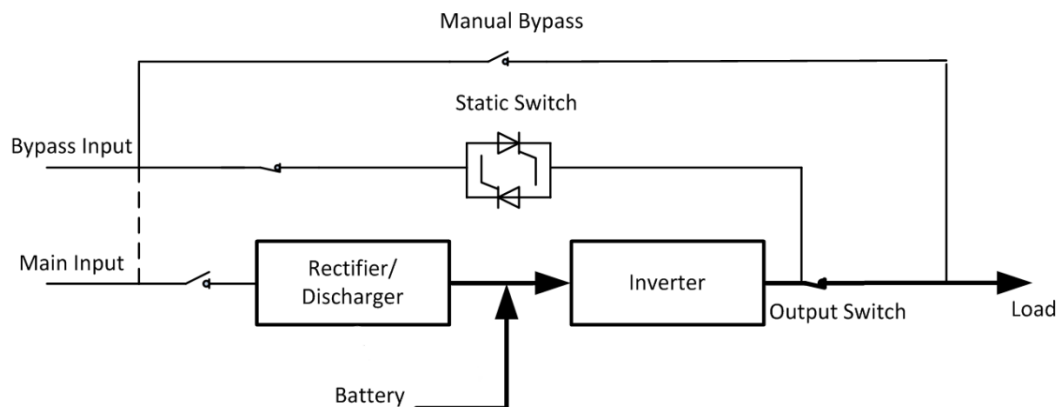 Manual Bypass
Static Switch
Bypass Input
Main Input
Rectifier/
Discharger
Inverter
Output Switch
Load
Battery